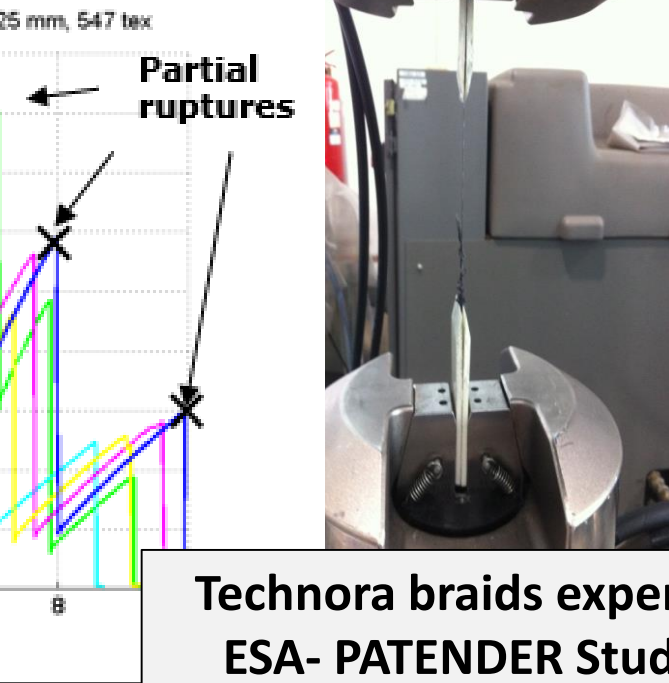 25 mm, 547 tex
Partial
ruptures
8
Technora braids exper
ESA- PATENDER Stud